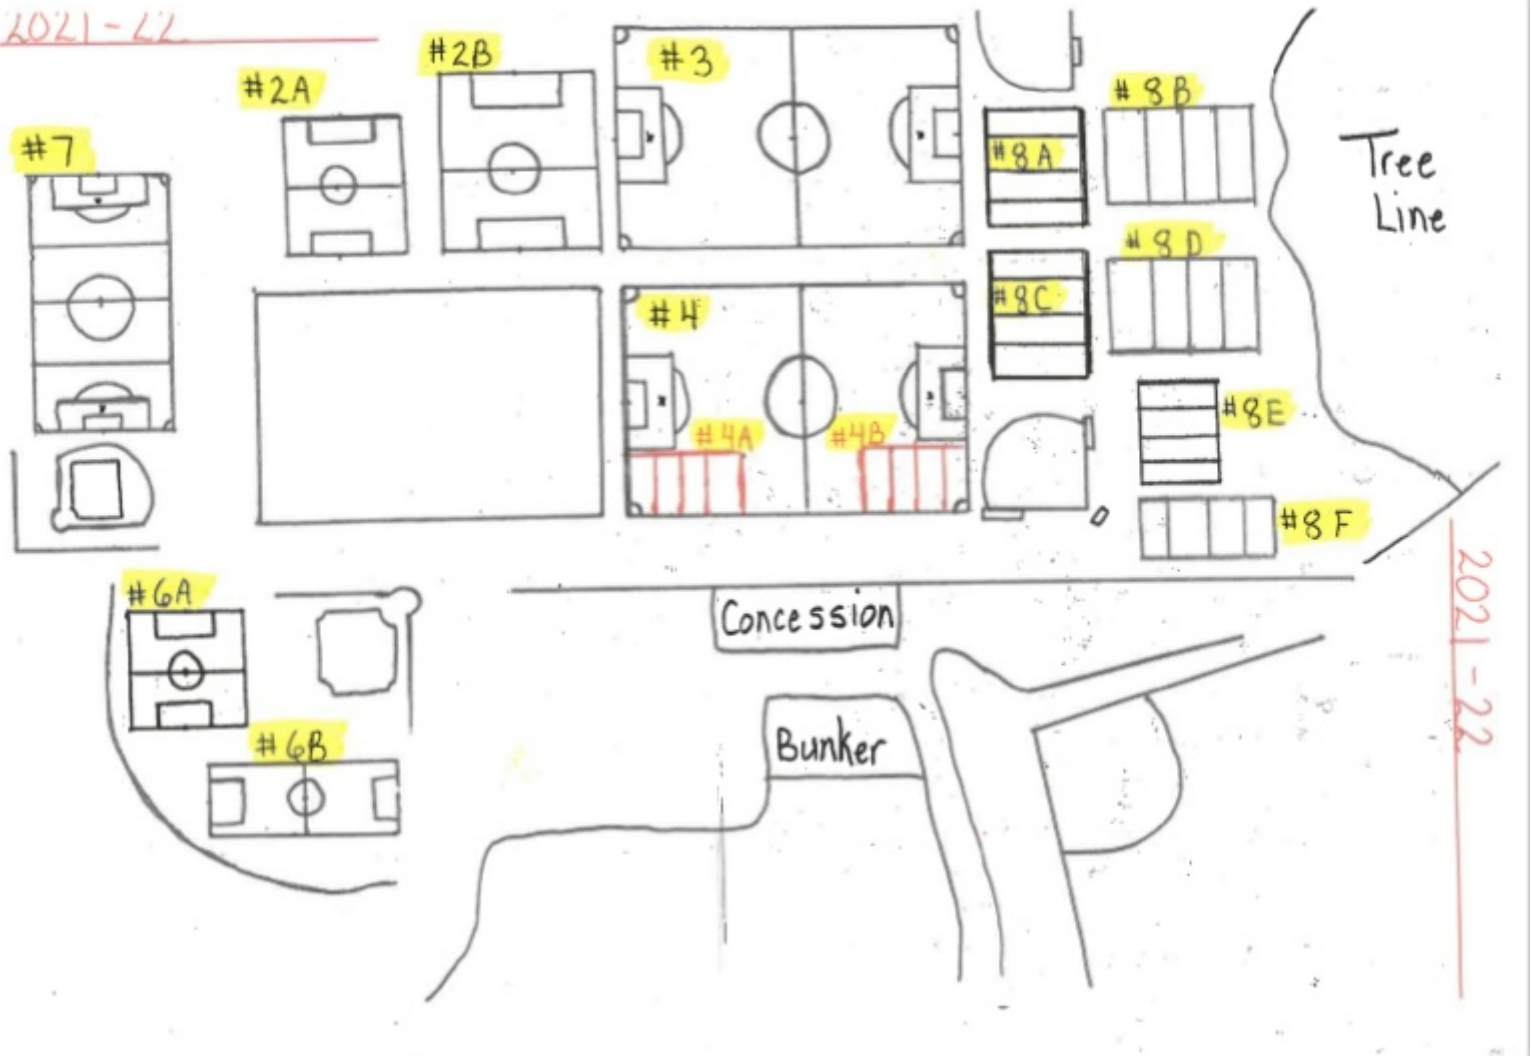 2021-22
#2B
#3
#2A
#8B
#7
#8A
Tree
Line
#8D
#8C
#4
#8E
#4A
#4B
#8F
2021-22
#6A
Concession
#6B
Bunker